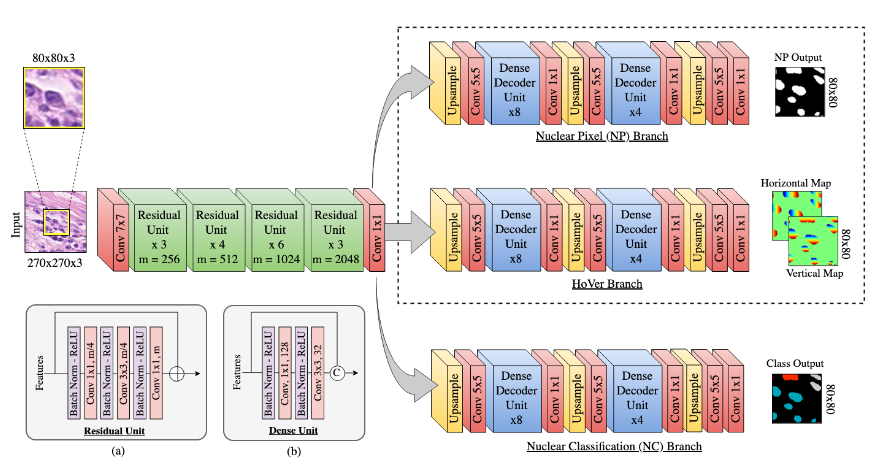 80x80x3
Input
270x270x3
Conv 7x7
Residual
Unit
x 3
m = 256
Residual
Unit
x 4
m = 512
Residual
Unit
x 6
m = 1024
Residual
Unit
x 3
m = 2048
Conv 1x1
Upsample
Conv 5x5
Dense
Decoder
Unit
x8
Conv 1x1
Upsample
Conv 5x5
Dense
Decoder
Unit
x4
Conv 1x1
Upsample
Conv 5x5
Conv 1x1
Nuclear Pixel (NP) Branch
NP Output
80x80
Upsample
Conv 5x5
Dense
Decoder
Unit
x8
Conv 1x1
Upsample
Conv 5x5
Dense
Decoder
Unit
x4
Conv 1x1
Upsample
Conv 5x5
Conv 1x1
HoVer Branch
Horizontal Map
80x80
Vertical Map
Upsample
Conv 5x5
Dense
Decoder
Unit
x8
Conv 1x1
Upsample
Conv 5x5
Dense
Decoder
Unit
x4
Conv 1x1
Upsample
Conv 5x5
Conv 1x1
Nuclear Classification (NC) Branch
Class Output
80x80
Features
Batch Norm - ReLU
Conv 1x1, m/4
Batch Norm - ReLU
Conv 3x3, m/4
Batch Norm - ReLU
Conv 1x1, m
Residual Unit
(a)
Features
Batch Norm - ReLU
Conv, 1x1, 128
Batch Norm - ReLU
Conv 3x3, 32
C
Dense Unit
(b)